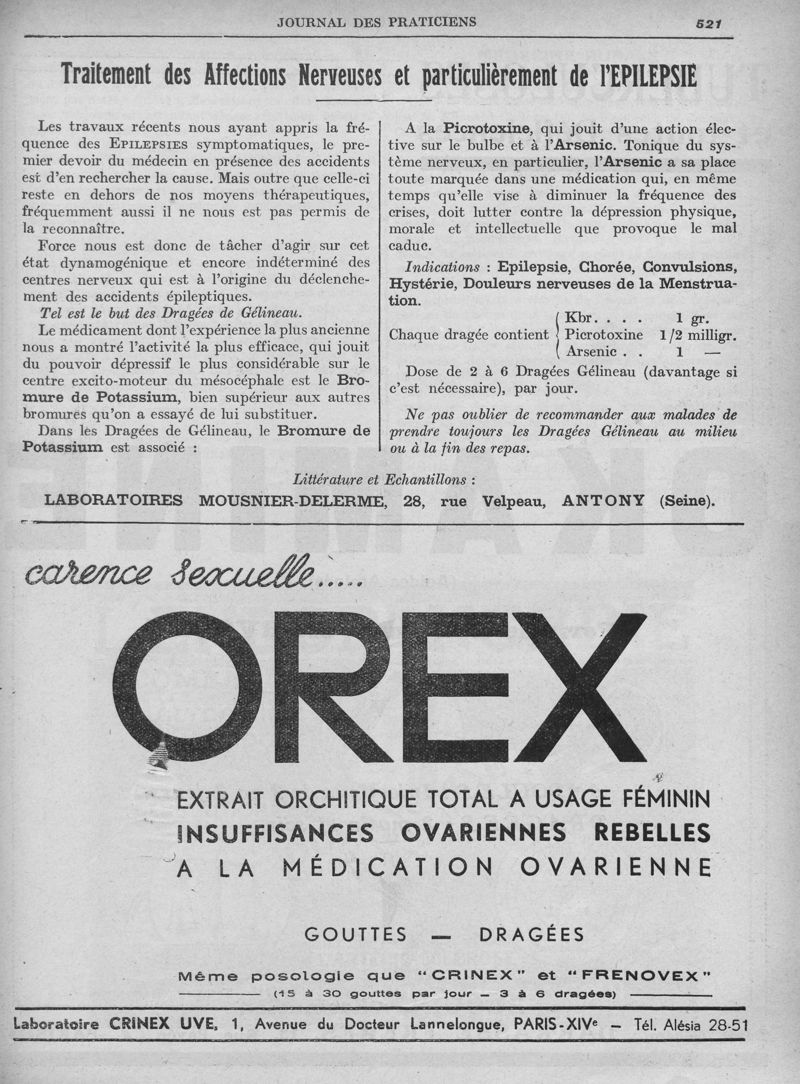 JOURNAL DES PRATICIENS 521
Traitement des Affections Nerveuses et particulièrement de l'EPILEPSIE
Les travaux récents nous ayant appris la fré-
quence des EPILEPSIES symptomatiques, le pre-
mier devoir du médecin en présence des accidents
est d'en rechercher la cause. Mais outre que celle-ci
reste en dehors de nos moyens thérapeutiques,
fréquemment aussi il ne nous est pas permis de
la reconnaître.
Force nous est donc de tâcher d'agir sur cet
état dynamogénique et encore indéterminé des
centres nerveux qui est à l'origine du déclenche-
ment des accidents épileptiques.
Tel est le but des Dragées de Gélineau.
Le médicament dont l'expérience la plus ancienne
nous a montré l'activité la plus efficace, qui jouit
du pouvoir dépressif le plus considérable sur le
centre excito-moteur du mésocéphale est le Bro-
mure de Potassium, bien supérieur aux autres
bromures qu'on a essayé de lui substituer.
Dans les Dragées de Gélineau, le Bromure de
Potassium est associé :
A la Picrotoxine, qui jouit d'une action élec-
tive sur le bulbe et à l'Arsenic. Tonique du sys-
tème nerveux, en particulier, l'Arsenic a sa place
toute marquée dans une médication qui, en même
temps qu'elle vise à diminuer la fréquence des
crises, doit lutter contre la dépression physique,
morale et intellectuelle que provoque le mal
caduc.
Indications : Epilepsie, Chorée, Convulsions,
Hystérie, Douleurs nerveuses de la Menstrua-
tion.
Kbr. . . . 1 gr.
Chaque dragée contient Picrotoxine 1/2 milligr.
Arsenic . . 1 —
Dose de 2 à 6 Dragées Gélineau (davantage si
c'est nécessaire), par jour.
Ne pas oublier de recommander aux malades de
prendre toujours les Dragées Gélineau au milieu
ou à la fin des repas.
Littérature et Echantillons :
LABORATOIRES MOUSNIER-DELERME, 28, rue Velpeau, ANTONY (Seine).
carence sexuelle.....
OREX
EXTRAIT ORCHITIQUE TOTAL A USAGE FÉMININ
INSUFFISANCES OVARIENNES REBELLES
A LA MÉDICATION OVARIENNE
GOUTTES — DRAGÉES
Même posologie que "CRINEX" et "FRENOVEX"
(15 à 30 gouttes par jour — 3 à 6 dragées)
Laboratoire CRINEX UVE, 1, Avenue du Docteur Lannelongue, PARIS-XIVe — Tél. Alésia 28-51